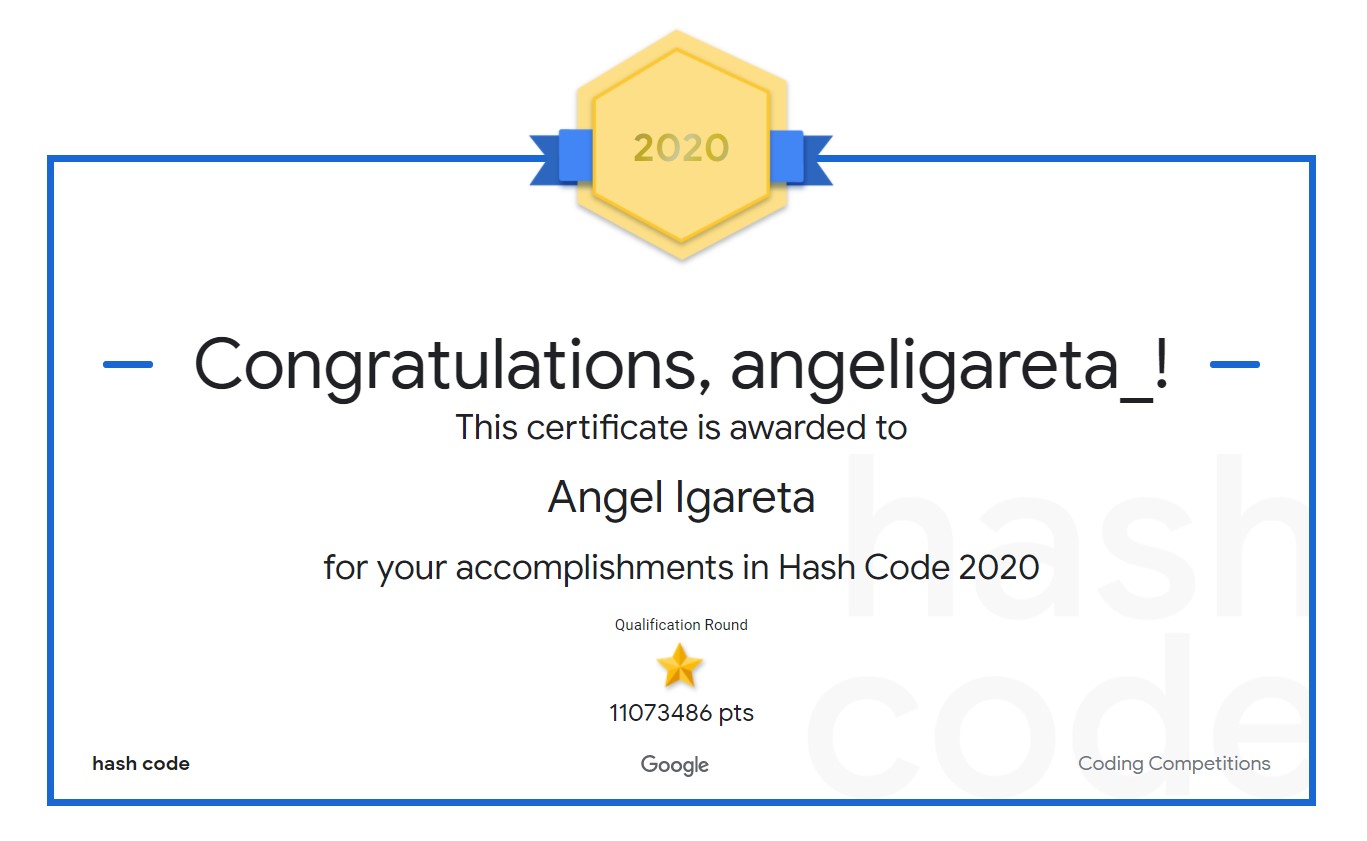 2020
Congratulations, angeligareta_!
This certificate is awarded to
Angel Igareta
for your accomplishments in Hash Code 2020
Qualification Round
11073486 pts
hash code
Google
Coding Competitions
hash
code